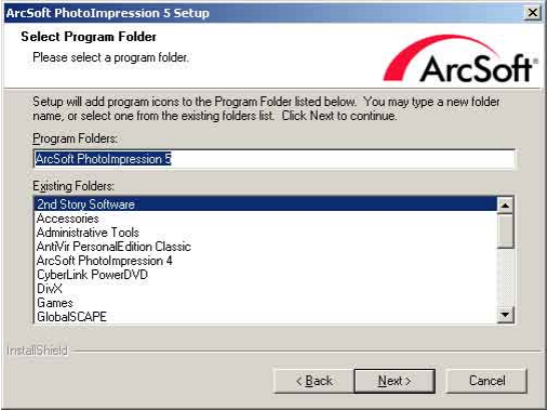 ArcSoft PhotoImpression 5 Setup
Select Program Folder
Please select a program folder.
ArcSoft
Setup will add program icons to the Program Folder listed below. You may type a new folder
name, or select one from the existing folders list. Click Next to continue.
Program Folders:
ArcSoft PhotoImpression 5
Existing Folders:
2nd Story Software
Accessories
Administrative Tools
AntiVir PersonalEdition Classic
ArcSoft PhotoImpression 4
CyberLink PowerDVD
DivX
Games
GlobalSCAPE
InstallShield
< Back
Next >
Cancel